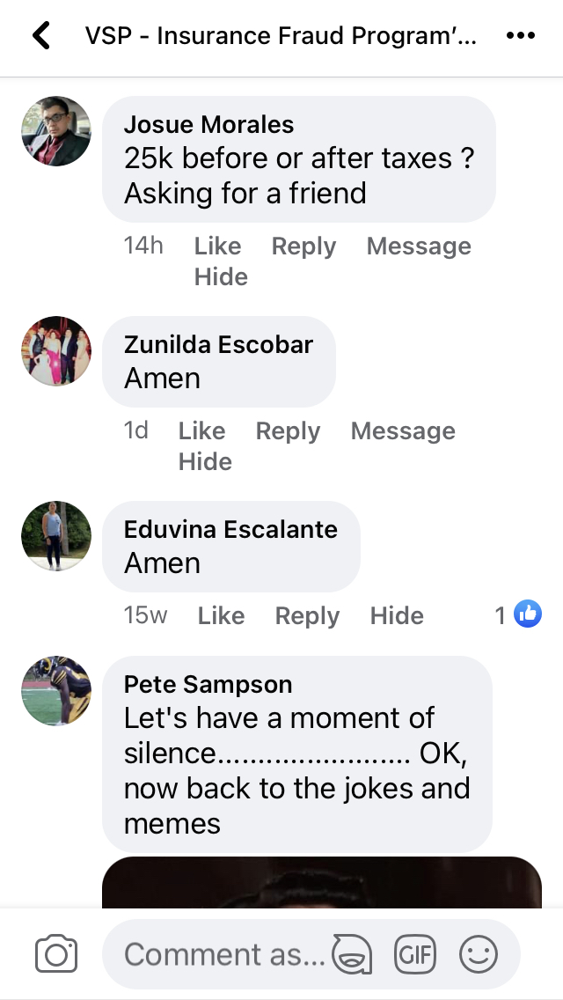 VSP - Insurance Fraud Program’...
Josue Morales
25k before or after taxes ?
Asking for a friend
14h Like Reply Message
Hide
Zunilda Escobar
Amen
1d Like Reply Message
Hide
Eduvina Escalante
Amen
15w Like Reply Hide 1
Pete Sampson
Let's have a moment of
silence........................ OK,
now back to the jokes and
memes
Comment as... GIF